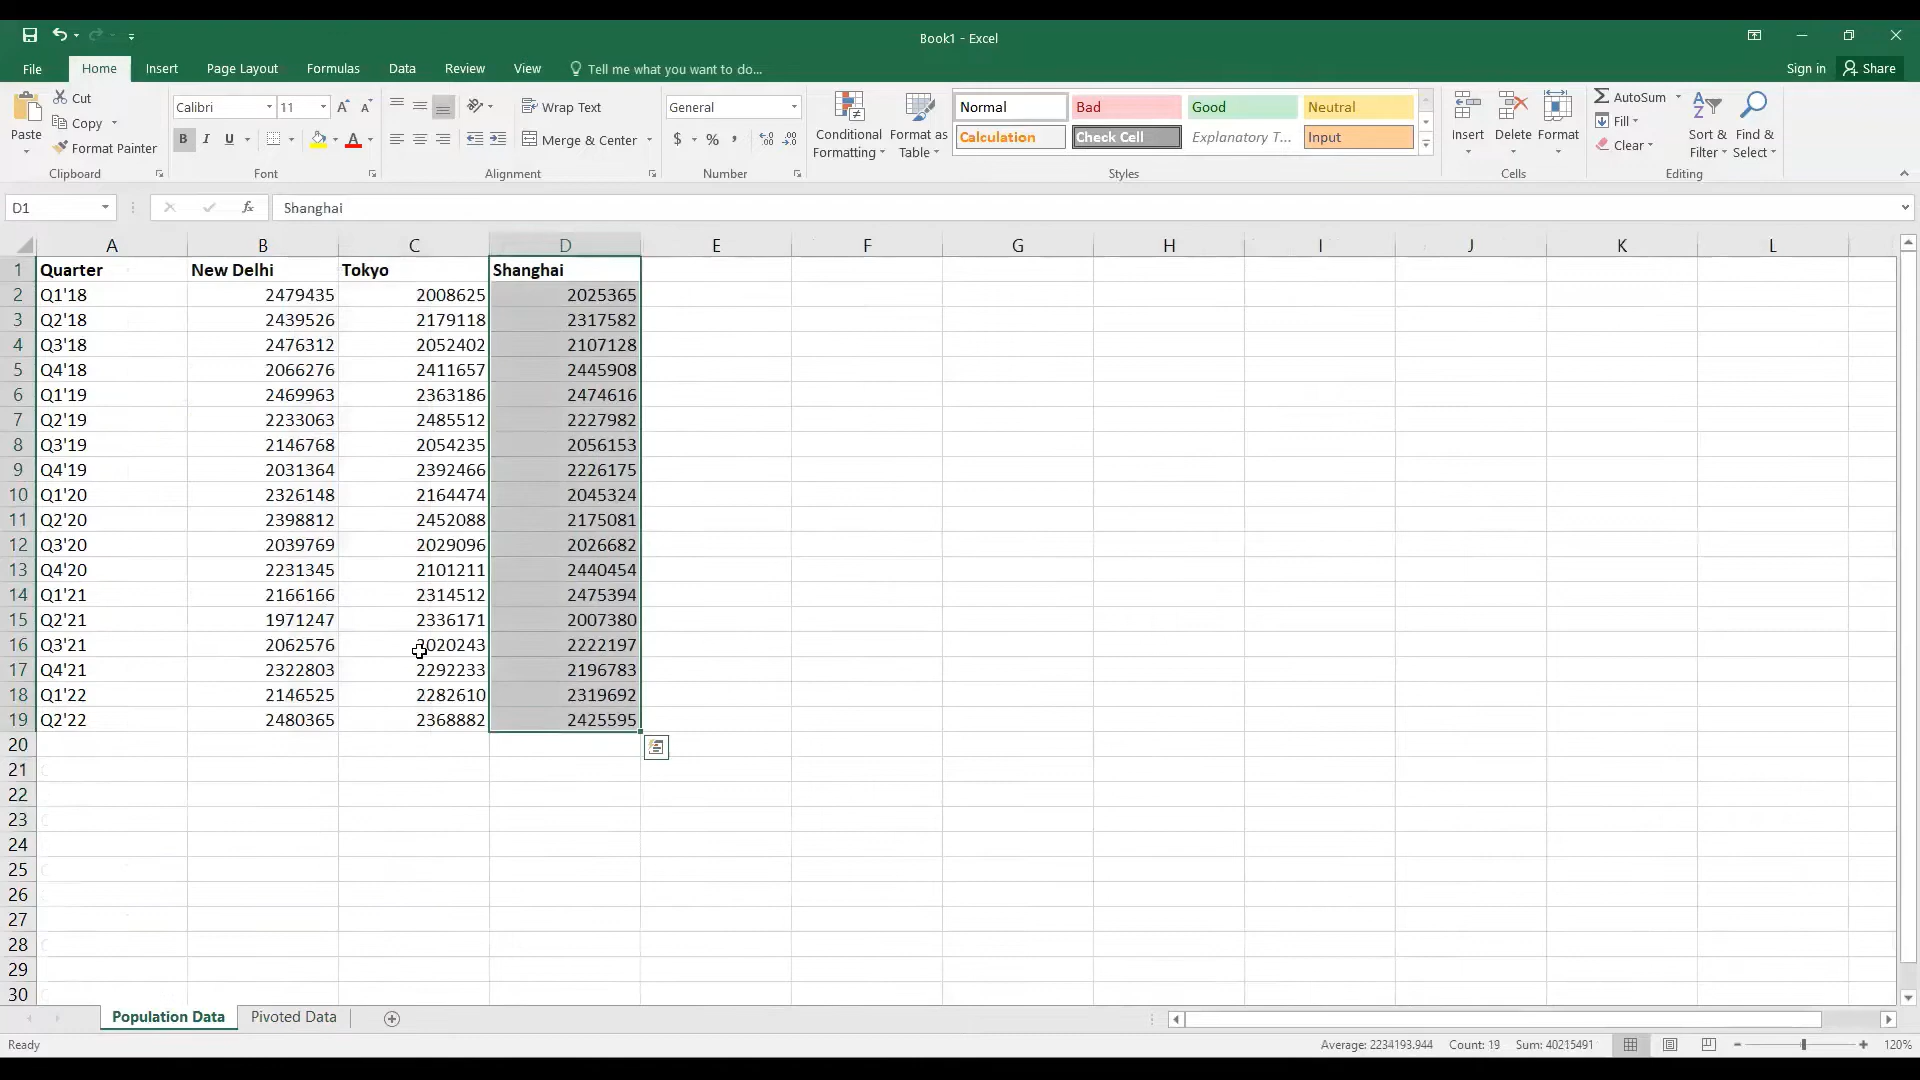 Book1 - Excel
File Home Insert Page Layout Formulas Data Review View Tell me what you want to do... Sign in Share
Paste Cut Copy Format Painter Clipboard
Calibri 11 A A B I U A Font
Wrap Text Merge & Center Alignment
General $ % , Number
Conditional Formatting Format as Table
Normal Bad Good Neutral
Calculation Check Cell Explanatory T... Input
Styles
Insert Delete Format Cells
AutoSum Fill Clear Sort & Filter Find & Select Editing
D1 fx Shanghai
A B C D E F G H I J K L
1 Quarter New Delhi Tokyo Shanghai
2 Q1'18 2479435 2008625 2025365
3 Q2'18 2439526 2179118 2317582
4 Q3'18 2476312 2052402 2107128
5 Q4'18 2066276 2411657 2445908
6 Q1'19 2469963 2363186 2474616
7 Q2'19 2233063 2485512 2227982
8 Q3'19 2146768 2054235 2056153
9 Q4'19 2031364 2392466 2226175
10 Q1'20 2326148 2164474 2045324
11 Q2'20 2398812 2452088 2175081
12 Q3'20 2039769 2029096 2026682
13 Q4'20 2231345 2101211 2440454
14 Q1'21 2166166 2314512 2475394
15 Q2'21 1971247 2336171 2007380
16 Q3'21 2062576 2020243 2222197
17 Q4'21 2322803 2292233 2196783
18 Q1'22 2146525 2282610 2319692
19 Q2'22 2480365 2368882 2425595
20
21
22
23
24
25
26
27
28
29
30
Population Data Pivoted Data
Ready Average: 2234193.944 Count: 19 Sum: 40215491 120%